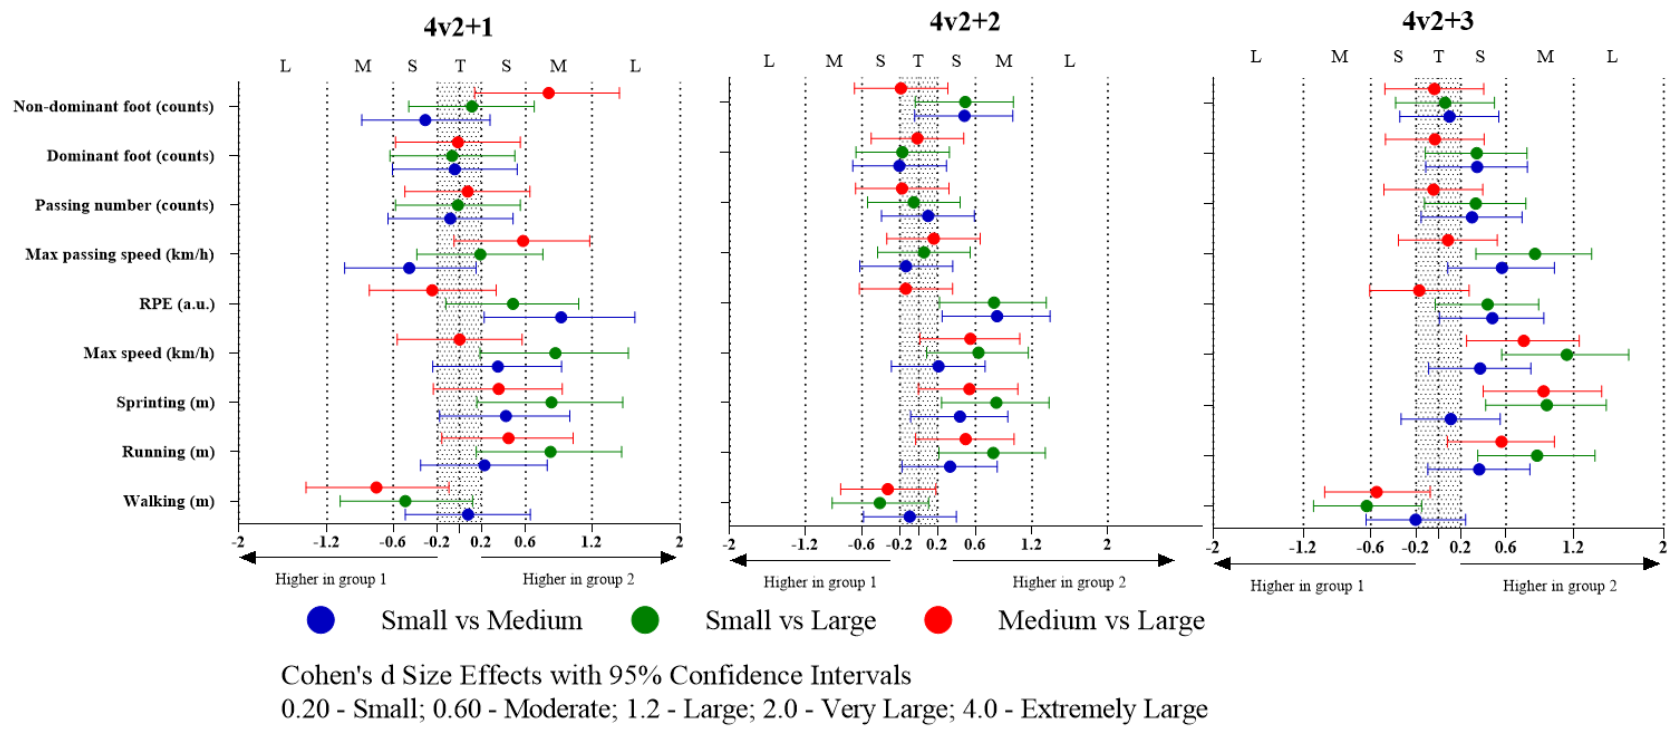 4v2+1
4v2+2
4v2+3
L M S T S M L
L M S T S M L
L M S T S M L
Non-dominant foot (counts)
Dominant foot (counts)
Passing number (counts)
Max passing speed (km/h)
RPE (a.u.)
Max speed (km/h)
Sprinting (m)
Running (m)
Walking (m)
-2 -1.2 -0.6 -0.2 0.2 0.6 1.2 2
-2 -1.2 -0.6 -0.2 0.2 0.6 1.2 2
-2 -1.2 -0.6 -0.2 0.2 0.6 1.2 2
Higher in group 1 Higher in group 2
Higher in group 1 Higher in group 2
Higher in group 1 Higher in group 2
Small vs Medium Small vs Large Medium vs Large
Cohen's d Size Effects with 95% Confidence Intervals
0.20 - Small; 0.60 - Moderate; 1.2 - Large; 2.0 - Very Large; 4.0 - Extremely Large